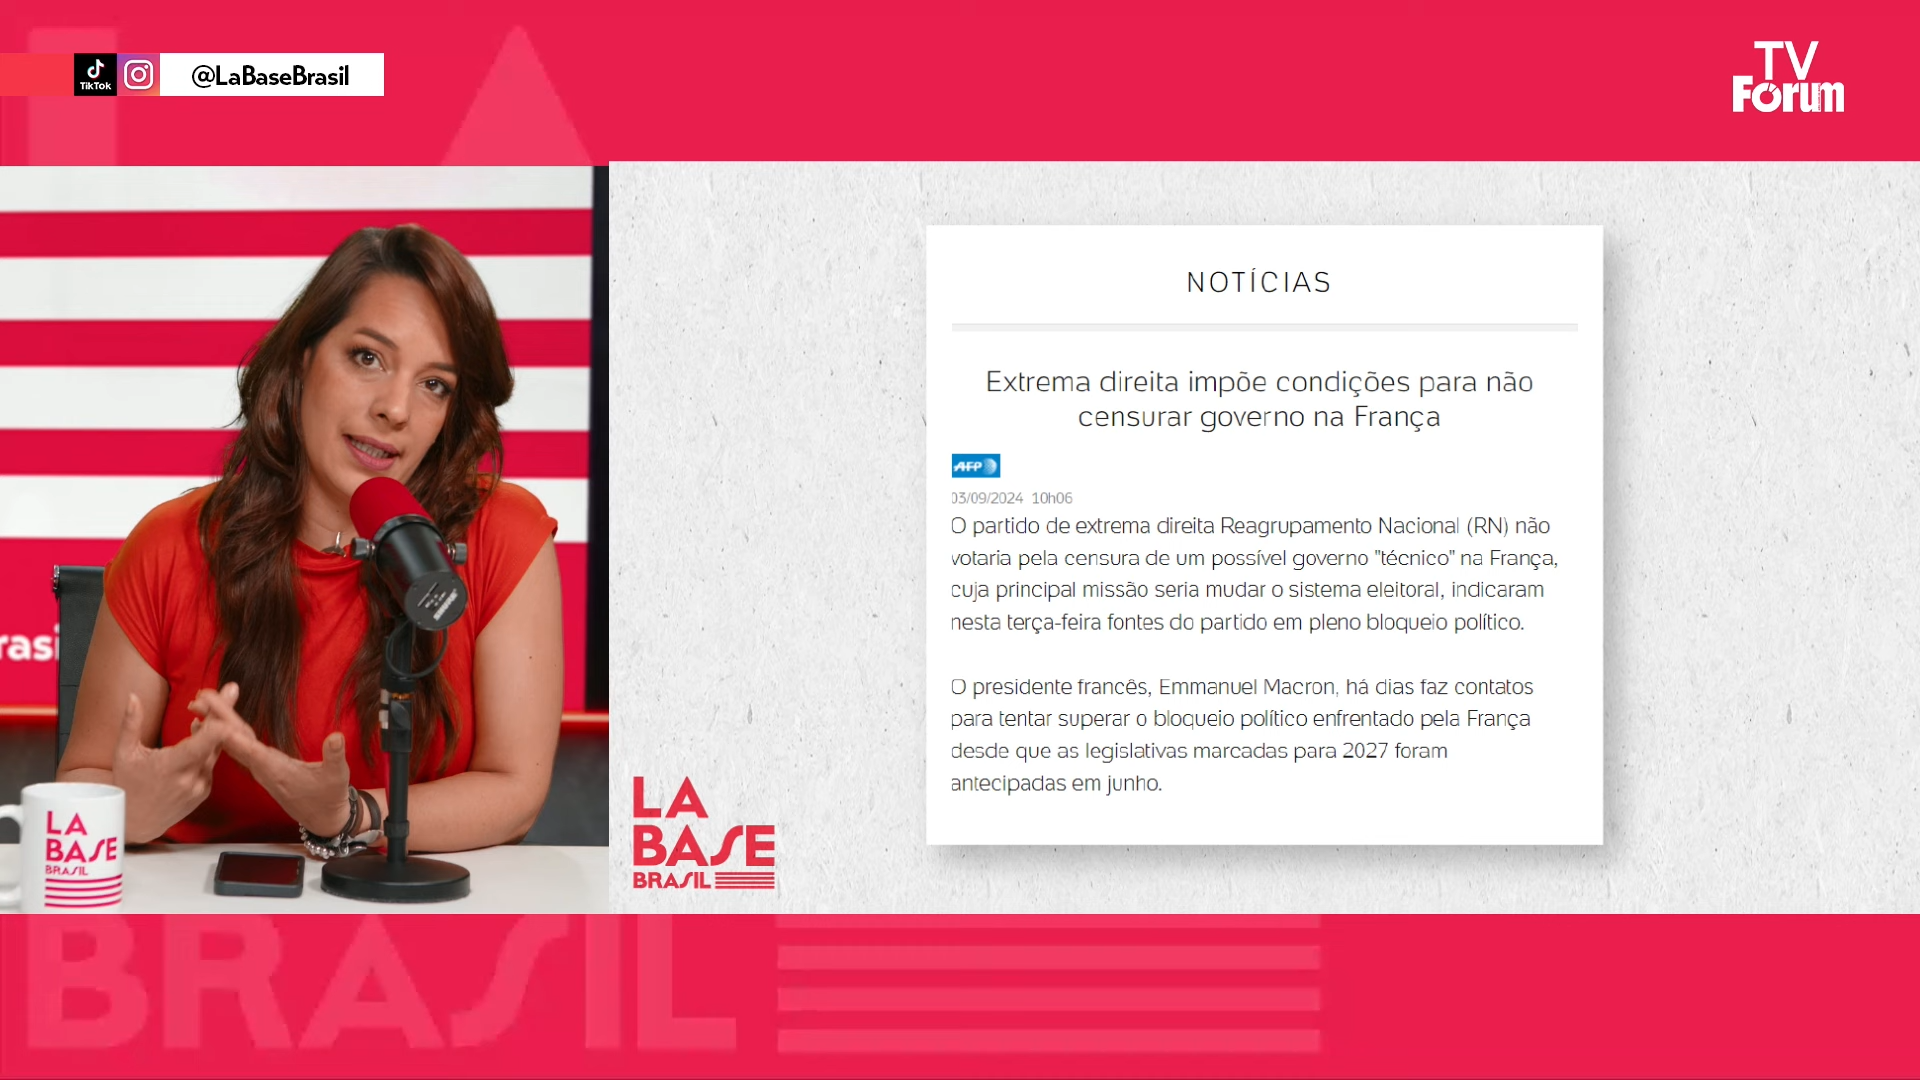 TikTok
@LaBaseBrasil
TV
Forum
NOTÍCIAS
Extrema direita impõe condições para não
censurar governo na França
AFP
03/09/2024 10h06
O partido de extrema direita Reagrupamento Nacional (RN) não
votaria pela censura de um possível governo "técnico" na França,
cuja principal missão seria mudar o sistema eleitoral, indicaram
nesta terça-feira fontes do partido em pleno bloqueio político.
O presidente francês, Emmanuel Macron, há dias faz contatos
para tentar superar o bloqueio político enfrentado pela França
desde que as legislativas marcadas para 2027 foram
antecipadas em junho.
rasi
LA
BASE
BRASIL
LA
BASE
BRASIL
BRASIL